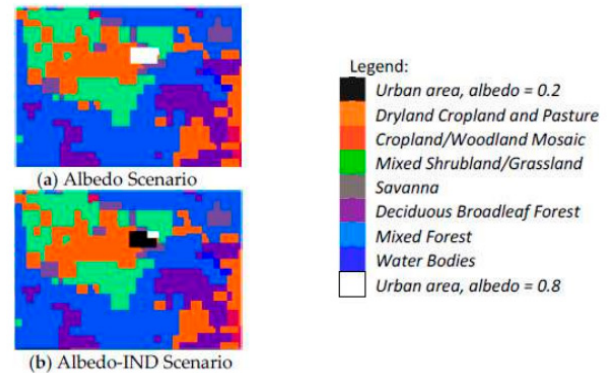 (a) Albedo Scenario
(b) Albedo-IND Scenario
Legend:
Urban area, albedo = 0.2
Dryland Cropland and Pasture
Cropland/Woodland Mosaic
Mixed Shrubland/Grassland
Savanna
Deciduous Broadleaf Forest
Mixed Forest
Water Bodies
Urban area, albedo = 0.8